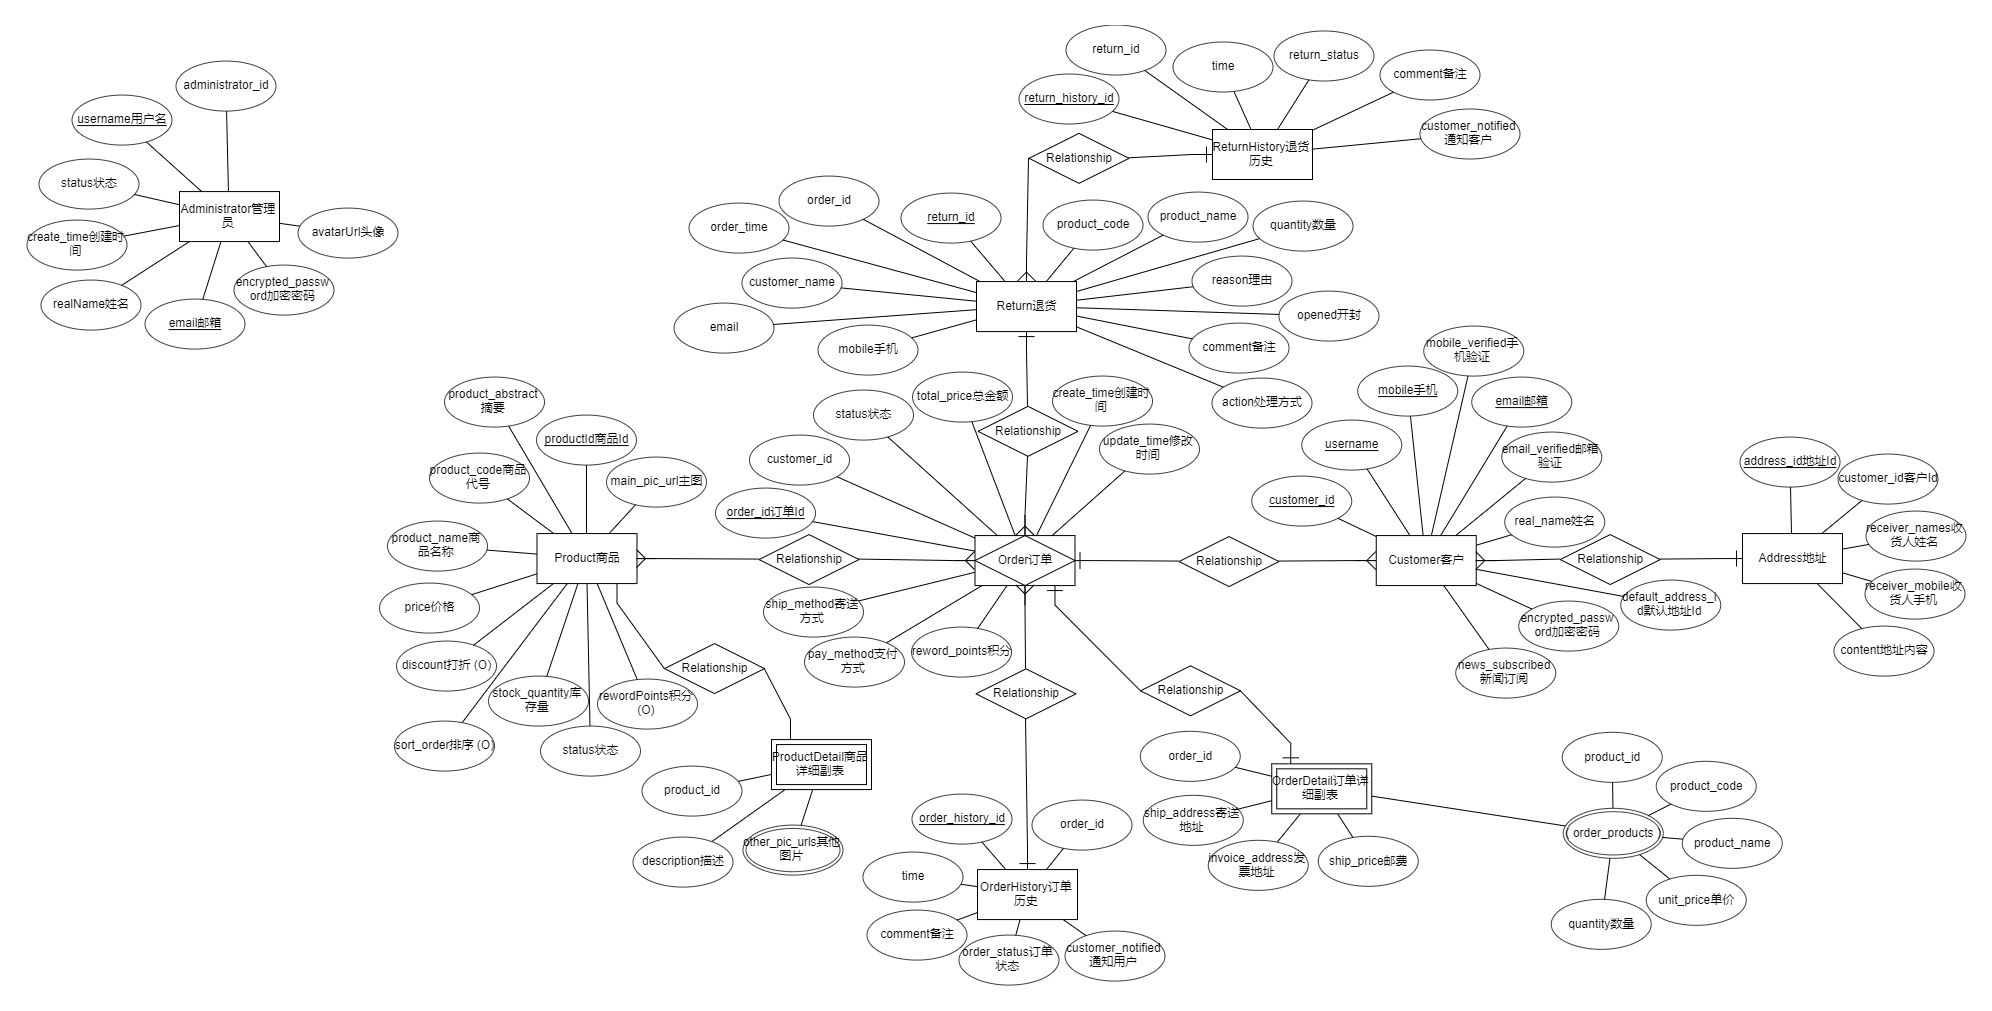 administrator_id
username用户名
status状态
Administrator管理
员
create_time创建时
间
avatarUrl头像
realName姓名
encrypted_passw
ord加密密码
email邮箱
return_id
time
return_status
comment备注
return_history_id
customer_notified
通知客户
ReturnHistory退货
历史
Relationship
order_id
return_id
product_code
product_name
quantity数量
order_time
customer_name
reason理由
email
Return退货
opened开封
mobile手机
comment备注
action处理方式
Relationship
product_abstract
摘要
productId商品Id
product_code商品
代号
main_pic_url主图
product_name商
品名称
Product商品
price价格
discount打折 (O)
sort_order排序 (O)
stock_quantity库
存量
status状态
rewordPoints积分
(O)
Relationship
ProductDetail商品
详细副表
product_id
description描述
other_pic_urls其他
图片
Relationship
status状态
total_price总金额
create_time创建时
间
update_time修改
时间
customer_id
order_id订单Id
Order订单
ship_method寄送
方式
pay_method支付
方式
reword_points积分
Relationship
order_history_id
order_id
time
OrderHistory订单
历史
comment备注
order_status订单
状态
customer_notified
通知用户
Relationship
order_id
OrderDetail订单详
细副表
ship_address寄送
地址
invoice_address发
票地址
ship_price邮费
product_id
product_code
order_products
product_name
unit_price单价
quantity数量
Relationship
mobile_verified手
机验证
mobile手机
email邮箱
username
email_verified邮箱
验证
customer_id
real_name姓名
Customer客户
default_address_i
d默认地址Id
encrypted_passw
ord加密密码
news_subscribed
新闻订阅
Relationship
address_id地址Id
customer_id客户Id
receiver_names收
货人姓名
Address地址
receiver_mobile收
货人手机
content地址内容